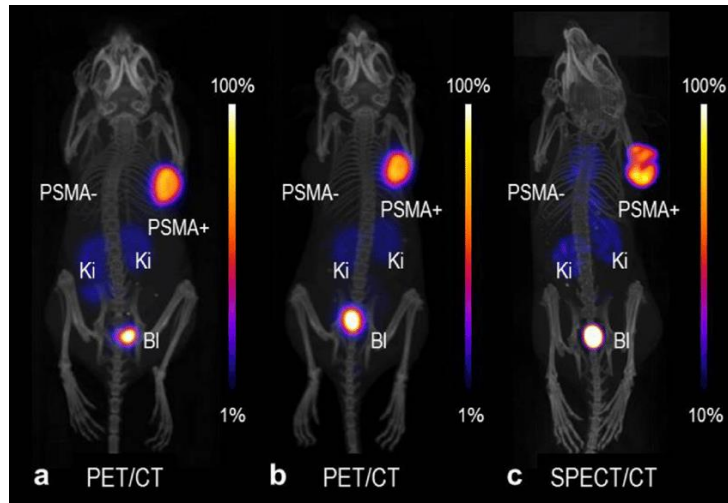 100%
PSMA-
PSMA+
Ki
Ki
Bl
1%
a PET/CT
100%
PSMA-
PSMA+
Ki
Ki
Bl
1%
b PET/CT
100%
PSMA-
PSMA+
Ki
Ki
Bl
10%
c SPECT/CT